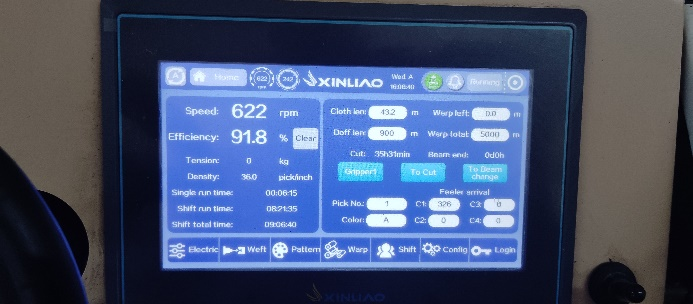 Home 622 RPM 242 XINLIAO Wed A 16:06:40 Running
Speed: 622 rpm
Efficiency: 91.8 % Clear
Tension: 0 kg
Density: 36.0 pick/inch
Single run time: 00:06:15
Shift run time: 08:21:35
Shift total time: 09:06:40
Cloth len: 43.2 m Warp left: 0.0 m
Doff len: 900 m Warp total: 5000 m
Cut: 35h31min Beam end: 0d0h
Gripper1 To Cut To Beam change
Feeler arrival
Pick No.: 1 C1: 326 C3: 0
Color: A C2: 0 C4: 0
Electric Weft Pattern Warp Shift Config Login
XINLIAO